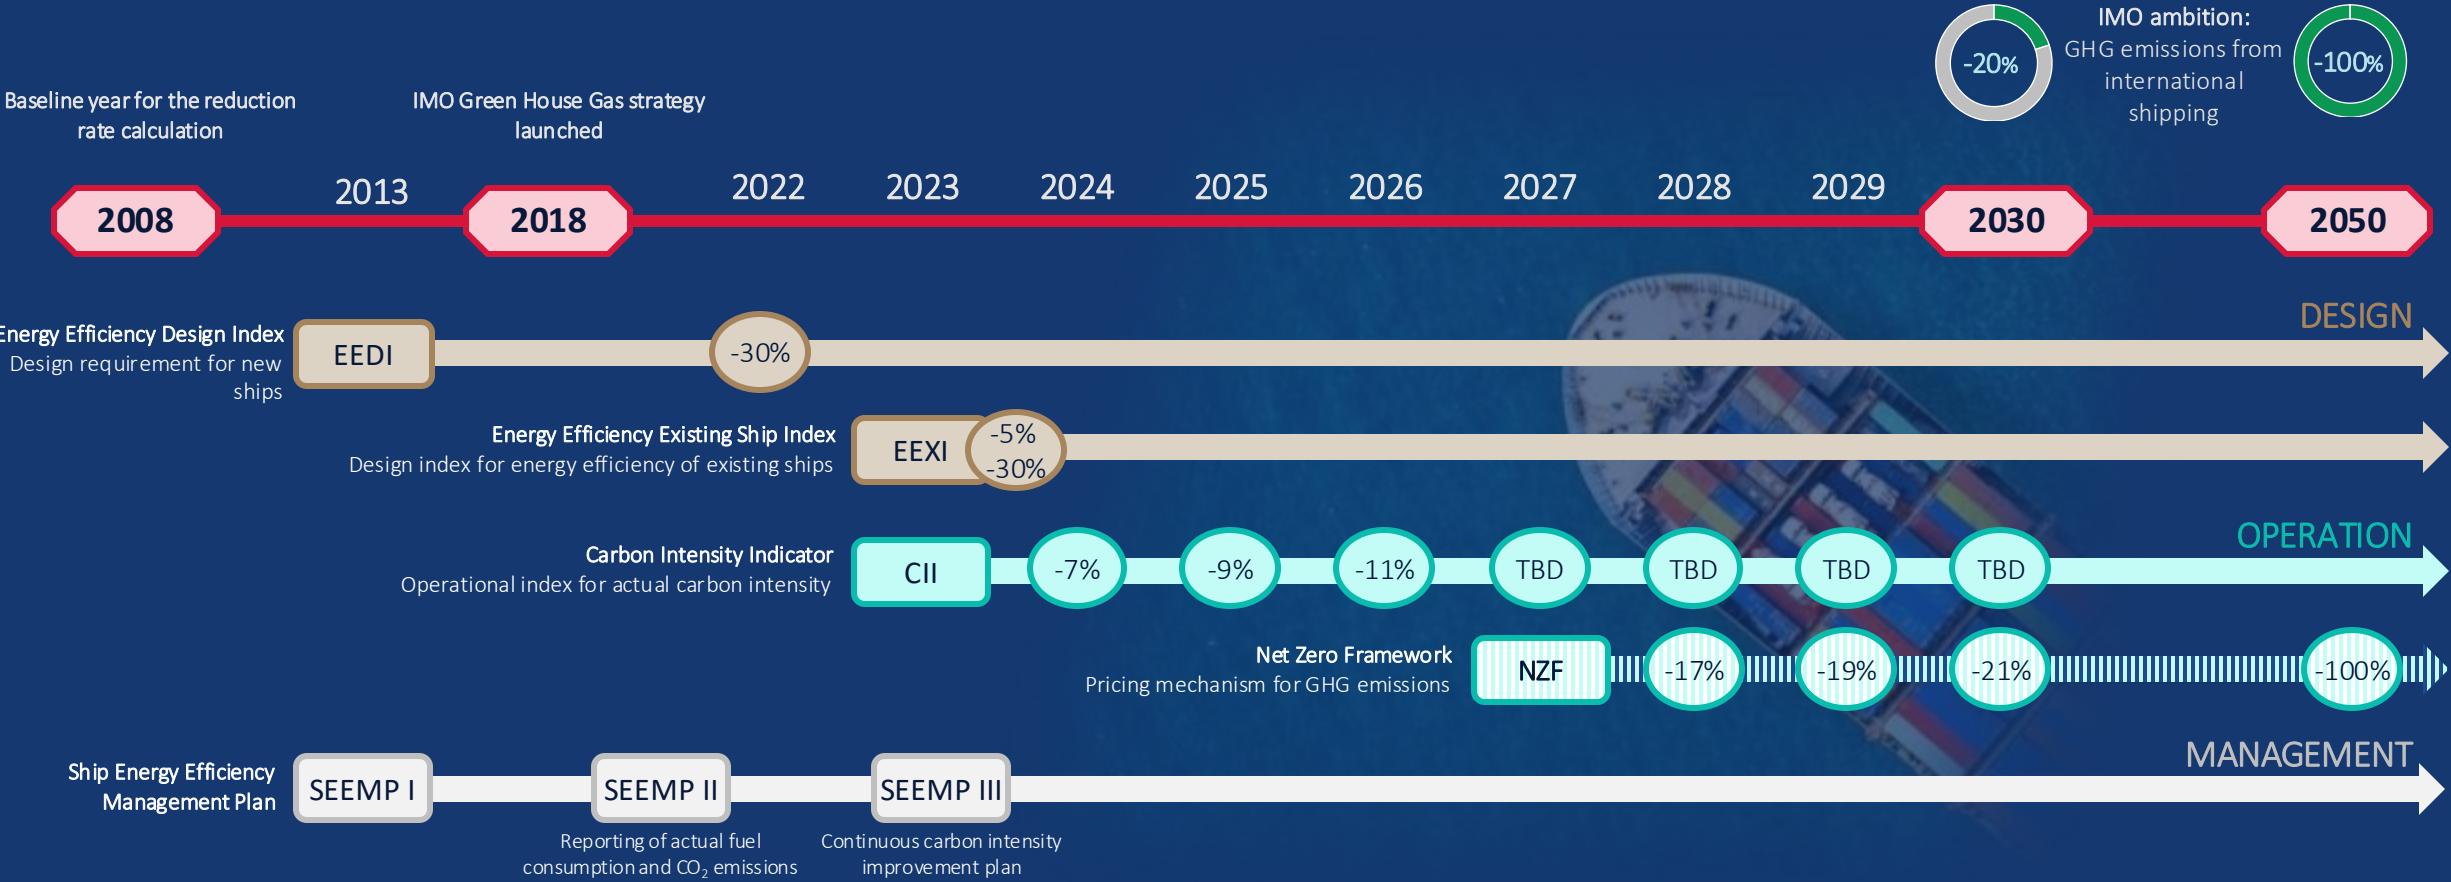 -20%
IMO ambition:
GHG emissions from
international
shipping
-100%
Baseline year for the reduction
rate calculation
IMO Green House Gas strategy
launched
2008
2013
2018
2022
2023
2024
2025
2026
2027
2028
2029
2030
2050
DESIGN
Energy Efficiency Design Index
Design requirement for new
ships
EEDI
-30%
Energy Efficiency Existing Ship Index
Design index for energy efficiency of existing ships
EEXI
-5%
-30%
OPERATION
Carbon Intensity Indicator
Operational index for actual carbon intensity
CII
-7%
-9%
-11%
TBD
TBD
TBD
TBD
Net Zero Framework
Pricing mechanism for GHG emissions
NZF
-17%
-19%
-21%
-100%
MANAGEMENT
Ship Energy Efficiency
Management Plan
SEEMP I
SEEMP II
SEEMP III
Reporting of actual fuel
consumption and CO₂ emissions
Continuous carbon intensity
improvement plan